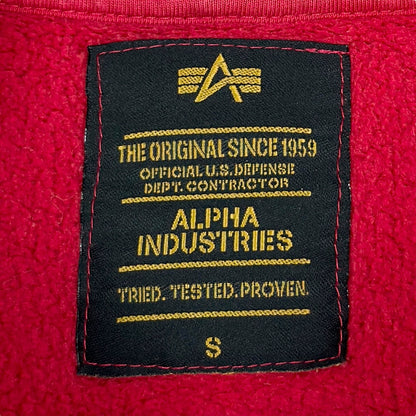 THE ORIGINAL SINCE 1959
OFFICIAL U.S. DEFENSE
DEPT. CONTRACTOR
ALPHA
INDUSTRIES
TRIED. TESTED. PROVEN.
S